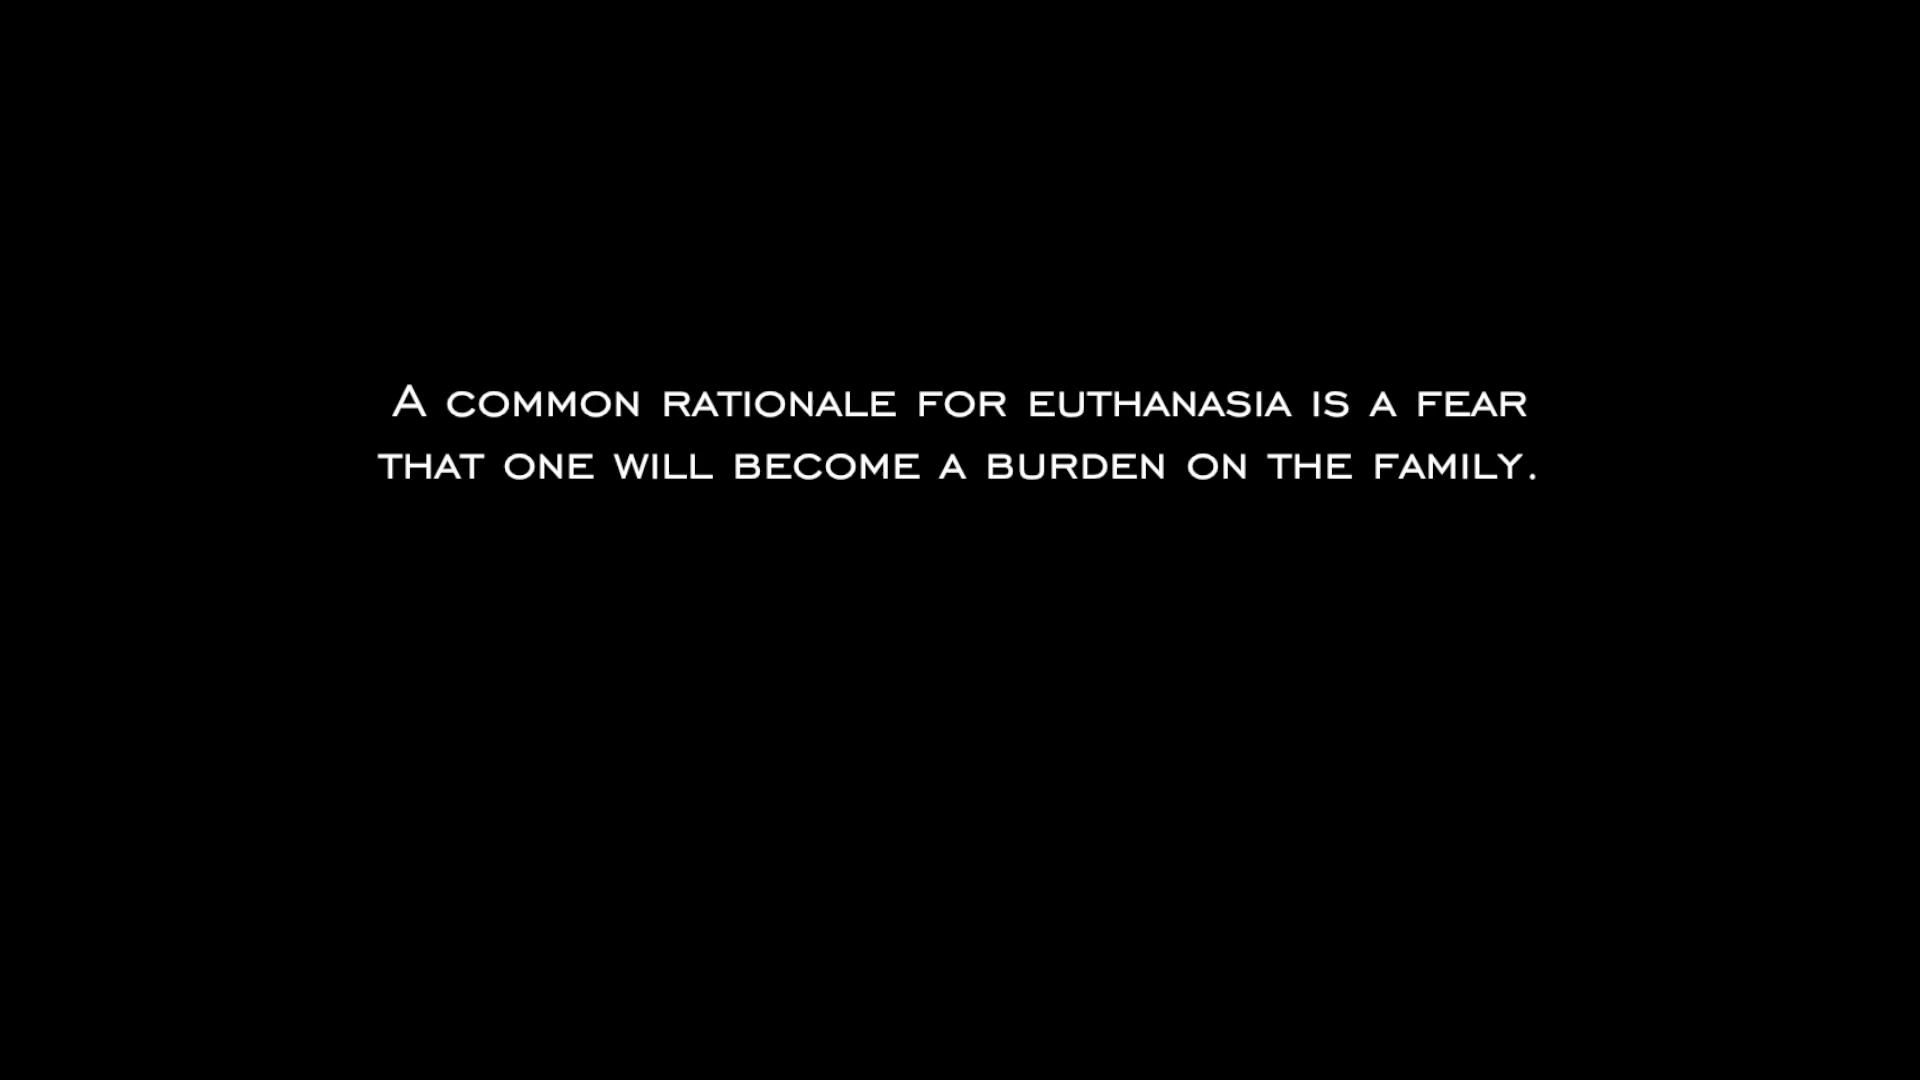 A COMMON RATIONALE FOR EUTHANASIA IS A FEAR
THAT ONE WILL BECOME A BURDEN ON THE FAMILY.